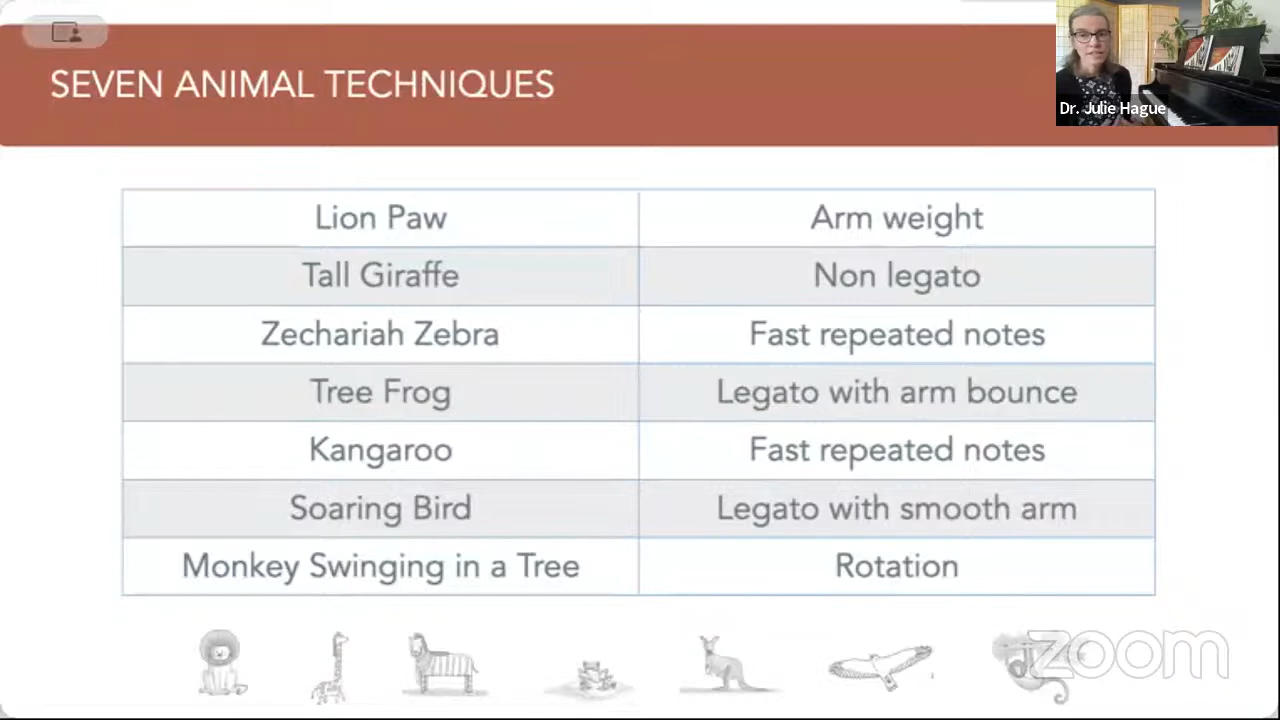 SEVEN ANIMAL TECHNIQUES
Dr. Julie Hague
Lion Paw Arm weight
Tall Giraffe Non legato
Zechariah Zebra Fast repeated notes
Tree Frog Legato with arm bounce
Kangaroo Fast repeated notes
Soaring Bird Legato with smooth arm
Monkey Swinging in a Tree Rotation
zoom